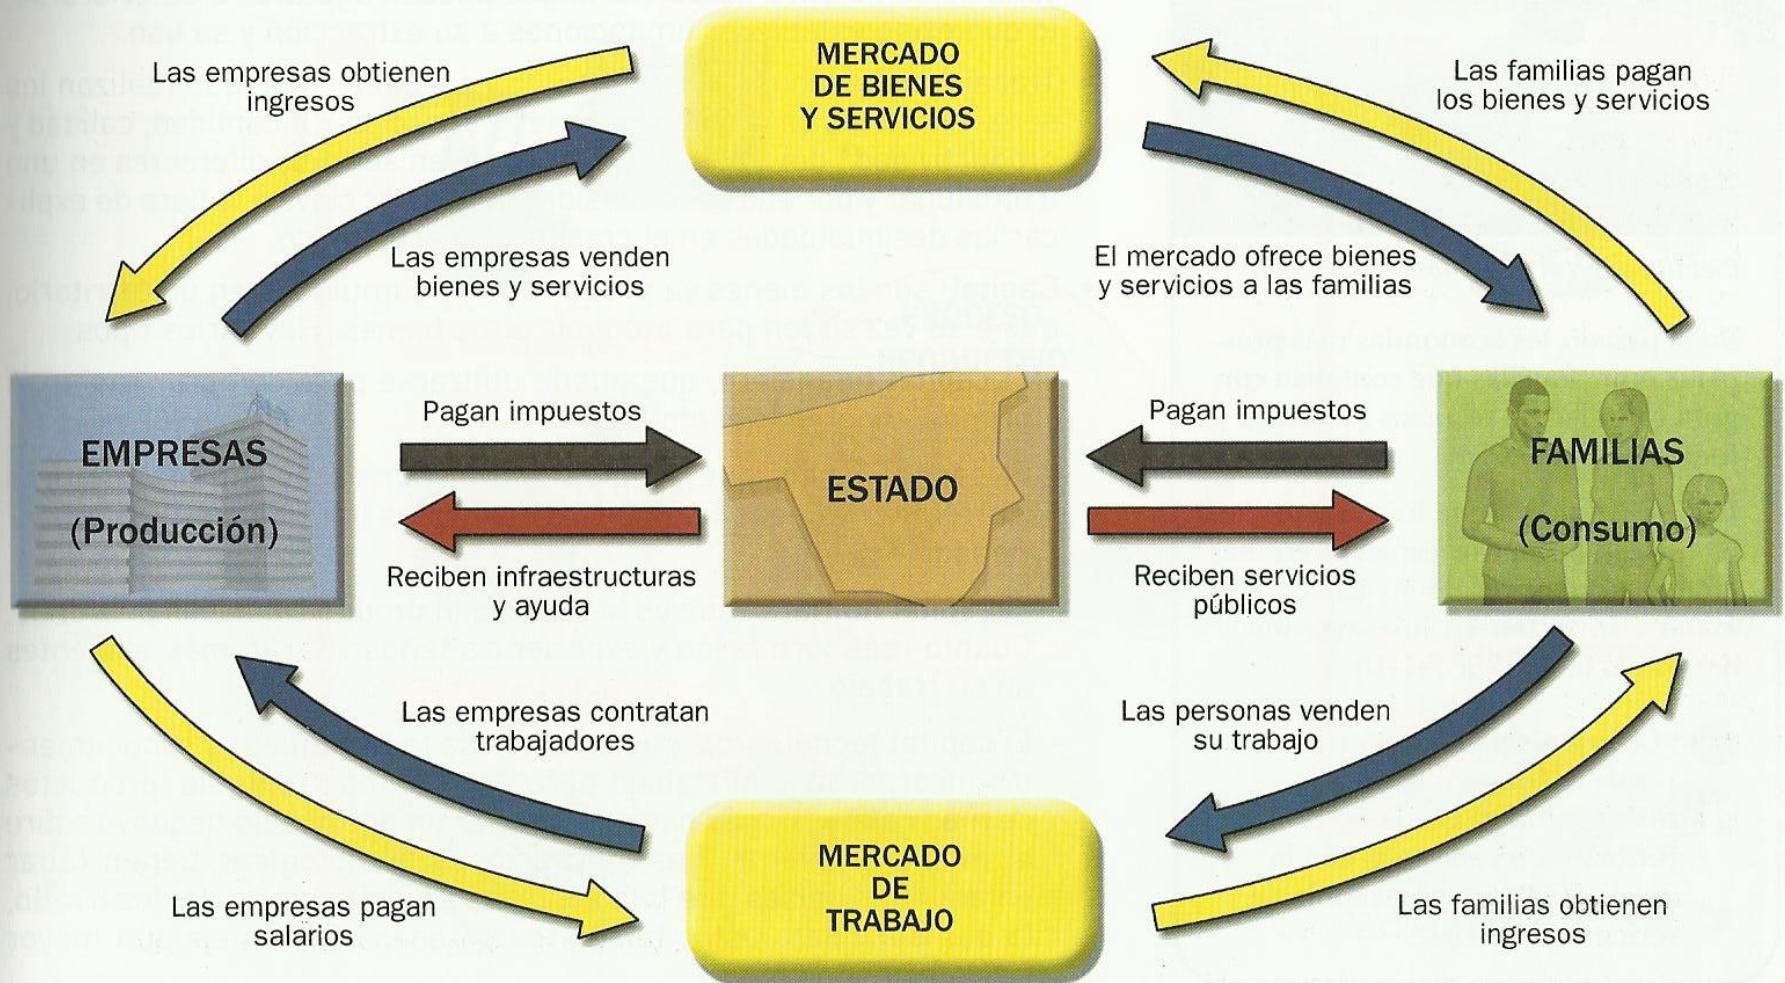 MERCADO
DE BIENES
Y SERVICIOS
Las empresas obtienen
ingresos
Las familias pagan
los bienes y servicios
Las empresas venden
bienes y servicios
El mercado ofrece bienes
y servicios a las familias
EMPRESAS
(Producción)
Pagan impuestos
ESTADO
Pagan impuestos
FAMILIAS
(Consumo)
Reciben infraestructuras
y ayuda
Reciben servicios
públicos
Las empresas contratan
trabajadores
Las personas venden
su trabajo
MERCADO
DE
TRABAJO
Las empresas pagan
salarios
Las familias obtienen
ingresos